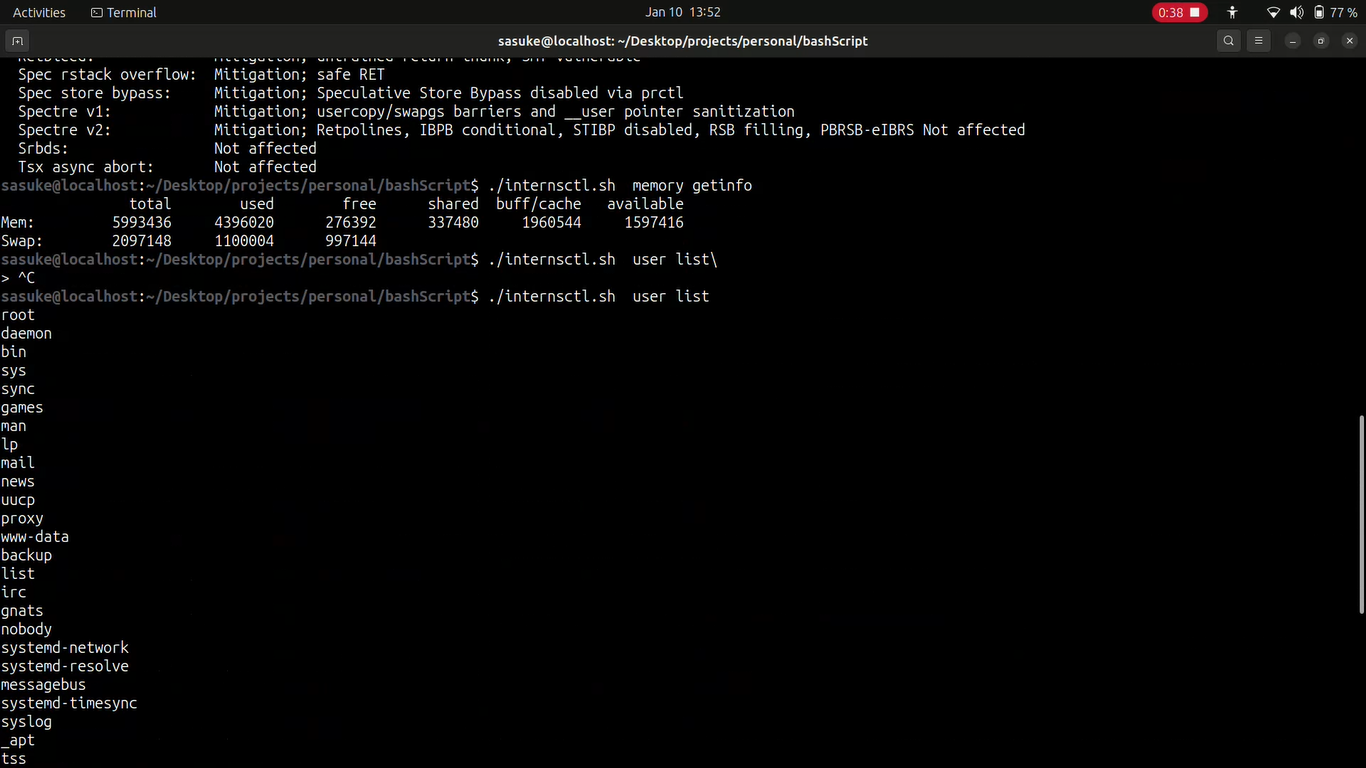 Activities Terminal Jan 10 13:52 0:38 77 %
sasuke@localhost: ~/Desktop/projects/personal/bashScript
Retbleed: Mitigation; untrained return thunk; SMT vulnerable
Spec rstack overflow: Mitigation; safe RET
Spec store bypass: Mitigation; Speculative Store Bypass disabled via prctl
Spectre v1: Mitigation; usercopy/swapgs barriers and __user pointer sanitization
Spectre v2: Mitigation; Retpolines, IBPB conditional, STIBP disabled, RSB filling, PBRSB-eIBRS Not affected
Srbds: Not affected
Tsx async abort: Not affected
sasuke@localhost:~/Desktop/projects/personal/bashScript$ ./internsctl.sh  memory getinfo
total used free shared buff/cache available
Mem: 5993436 4396020 276392 337480 1960544 1597416
Swap: 2097148 1100004 997144
sasuke@localhost:~/Desktop/projects/personal/bashScript$ ./internsctl.sh  user list\
> ^C
sasuke@localhost:~/Desktop/projects/personal/bashScript$ ./internsctl.sh  user list
root
daemon
bin
sys
sync
games
man
lp
mail
news
uucp
proxy
www-data
backup
list
irc
gnats
nobody
systemd-network
systemd-resolve
messagebus
systemd-timesync
syslog
_apt
tss